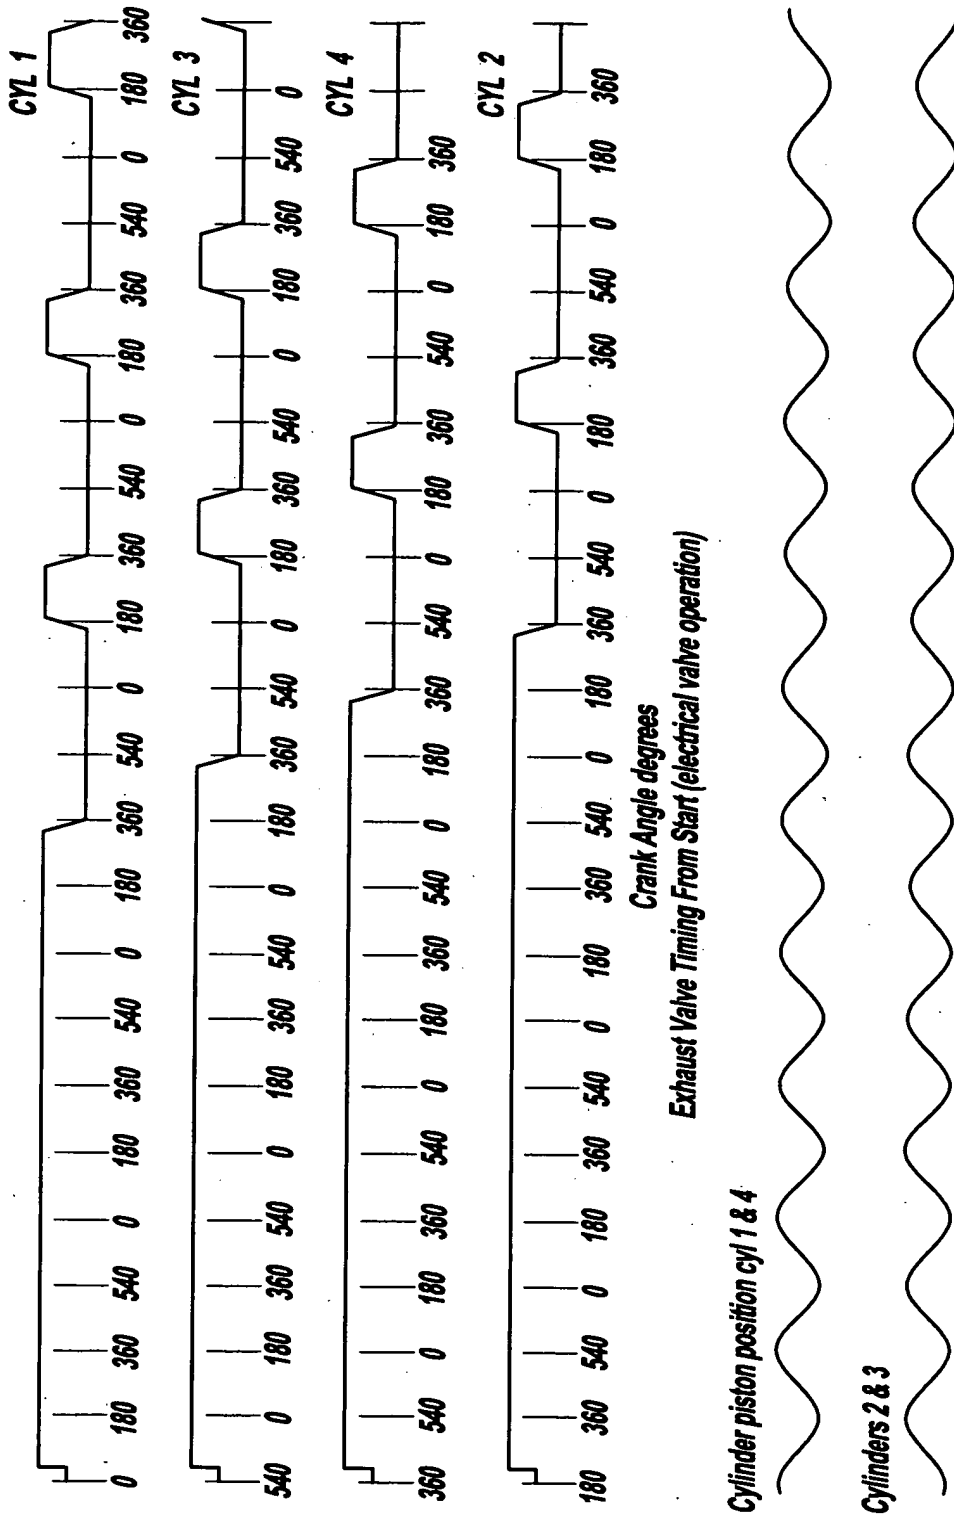 CYL 1
0 180 360 540 0 180 360 540 0 180 360 540 0 180 360 540 0 180 360 540 0 180 360
CYL 3
540 0 180 360 540 0 180 360 540 0 180 360 540 0 180 360 540 0 180 360 540 0
CYL 4
360 540 0 180 360 540 0 180 360 540 0 180 360 540 0 180 360 540 0 180 360
CYL 2
180 360 540 0 180 360 540 0 180 360 540 0 180 360 540 0 180 360 540 0 180 360
Crank Angle degrees
Exhaust Valve Timing From Start (electrical valve operation)
Cylinder piston position cyl 1 & 4
Cylinders 2 & 3